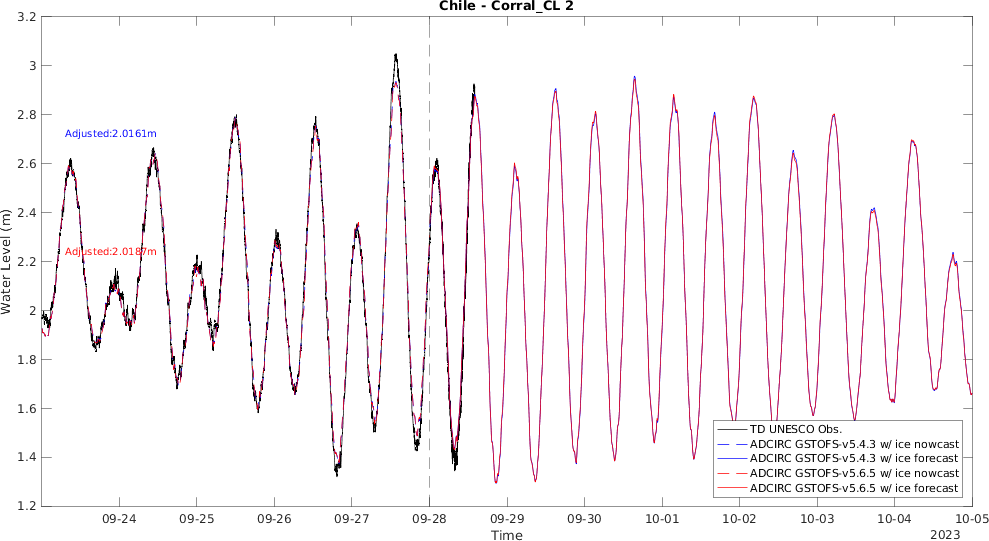 Chile - Corral_CL 2
3.2
3
2.8
2.6
2.4
2.2
2
1.8
1.6
1.4
1.2
Water Level (m)
Adjusted:2.0161m
Adjusted:2.0187m
TD UNESCO Obs.
ADCIRC GSTOFS-v5.4.3 w/ ice nowcast
ADCIRC GSTOFS-v5.4.3 w/ ice forecast
ADCIRC GSTOFS-v5.6.5 w/ ice nowcast
ADCIRC GSTOFS-v5.6.5 w/ ice forecast
09-24 09-25 09-26 09-27 09-28 09-29 09-30 10-01 10-02 10-03 10-04 10-05
Time
2023